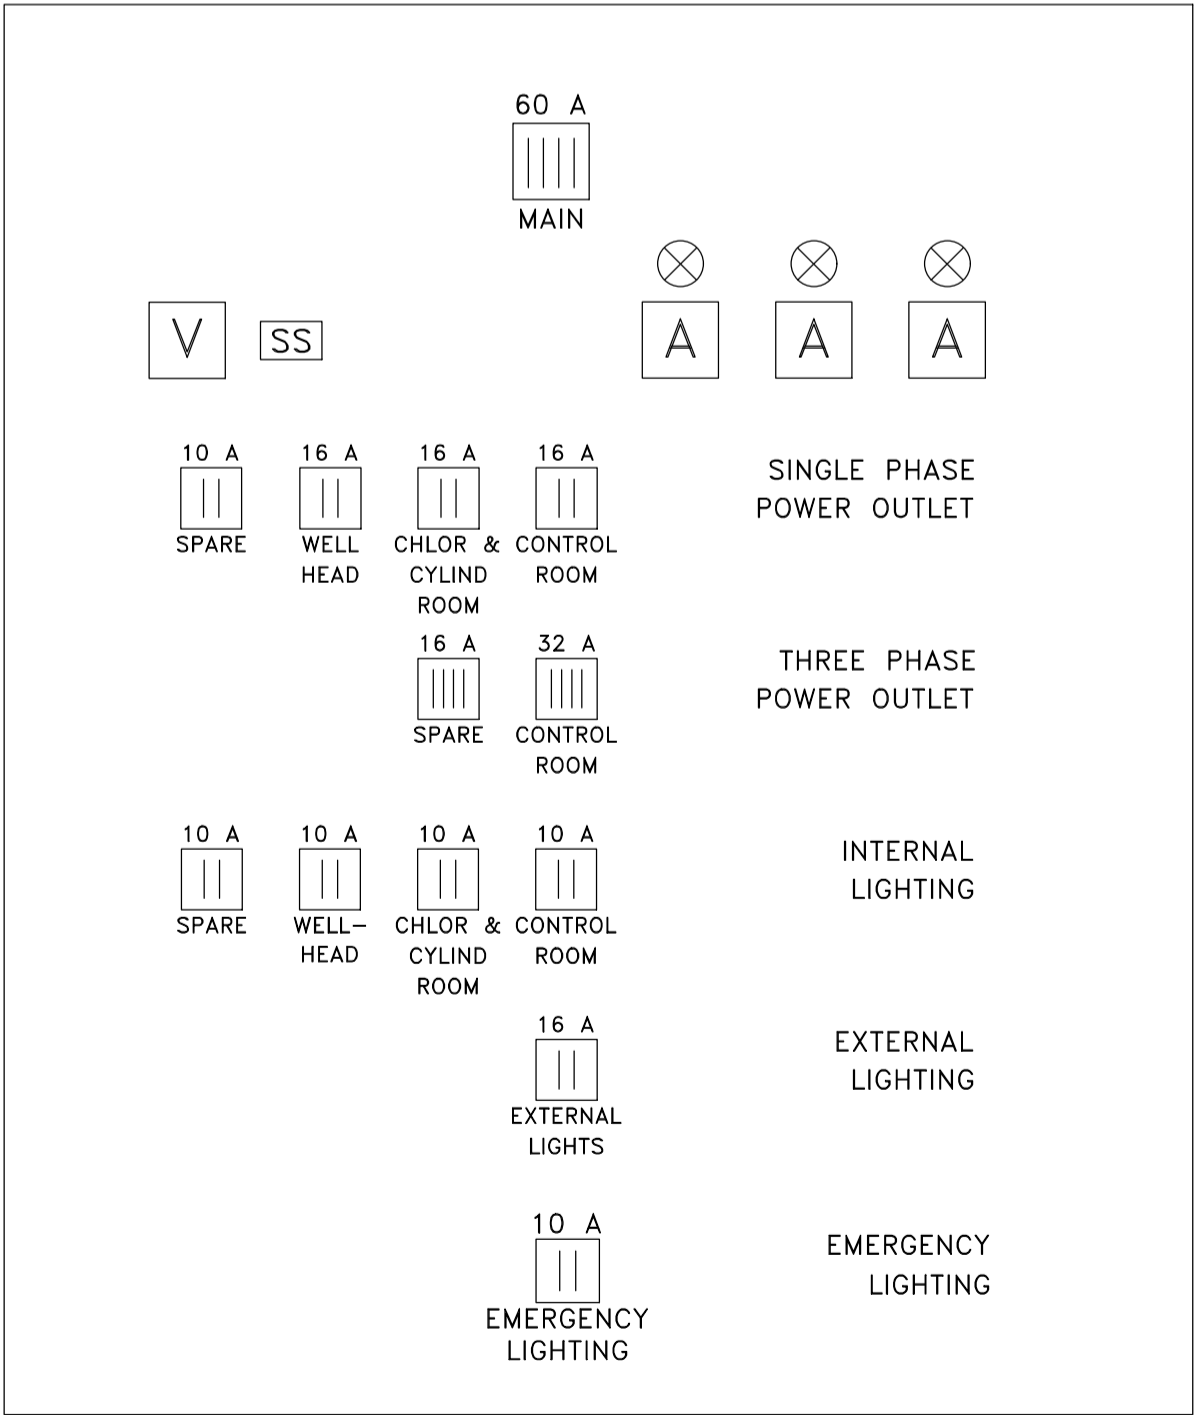 60 A
MAIN
V SS A A A
10 A 16 A 16 A 16 A
SINGLE PHASE
POWER OUTLET
SPARE WELL CHLOR & CONTROL
HEAD CYLIND ROOM
ROOM
16 A 32 A
THREE PHASE
POWER OUTLET
SPARE CONTROL
ROOM
10 A 10 A 10 A 10 A
INTERNAL
LIGHTING
SPARE WELL- CHLOR & CONTROL
HEAD CYLIND ROOM
ROOM
16 A
EXTERNAL
LIGHTING
EXTERNAL
LIGHTS
10 A
EMERGENCY
LIGHTING
EMERGENCY
LIGHTING